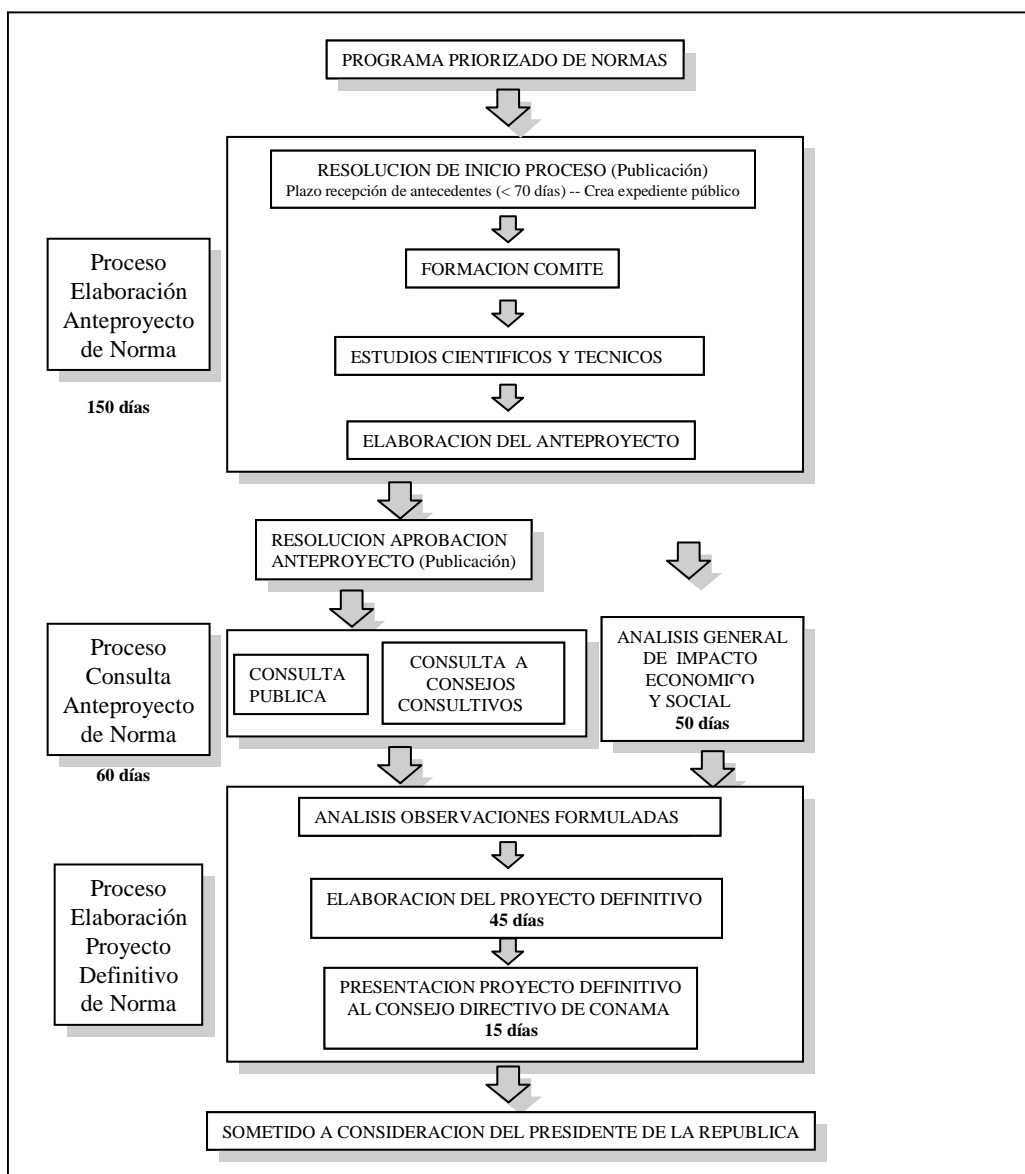 PROGRAMA PRIORIZADO DE NORMAS
RESOLUCION DE INICIO PROCESO (Publicación)
Plazo recepción de antecedentes (< 70 días) -- Crea expediente público
FORMACION COMITE
ESTUDIOS CIENTIFICOS Y TECNICOS
ELABORACION DEL ANTEPROYECTO
Proceso
Elaboración
Anteproyecto
de Norma
150 días
RESOLUCION APROBACION
ANTEPROYECTO (Publicación)
Proceso
Consulta
Anteproyecto
de Norma
60 días
CONSULTA
PUBLICA
CONSULTA A
CONSEJOS
CONSULTIVOS
ANALISIS GENERAL
DE IMPACTO
ECONOMICO
Y SOCIAL
50 días
Proceso
Elaboración
Proyecto
Definitivo
de Norma
ANALISIS OBSERVACIONES FORMULADAS
ELABORACION DEL PROYECTO DEFINITIVO
45 días
PRESENTACION PROYECTO DEFINITIVO
AL CONSEJO DIRECTIVO DE CONAMA
15 días
SOMETIDO A CONSIDERACION DEL PRESIDENTE DE LA REPUBLICA